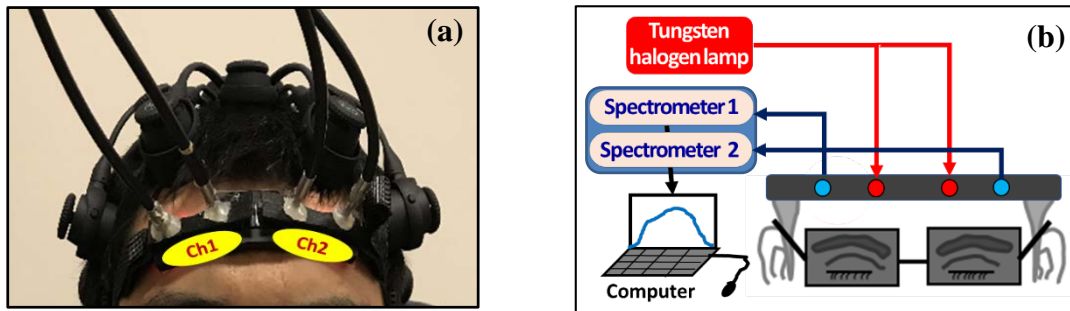 (a)
Ch1
Ch2
(b)
Tungsten
halogen lamp
Spectrometer 1
Spectrometer 2
Computer